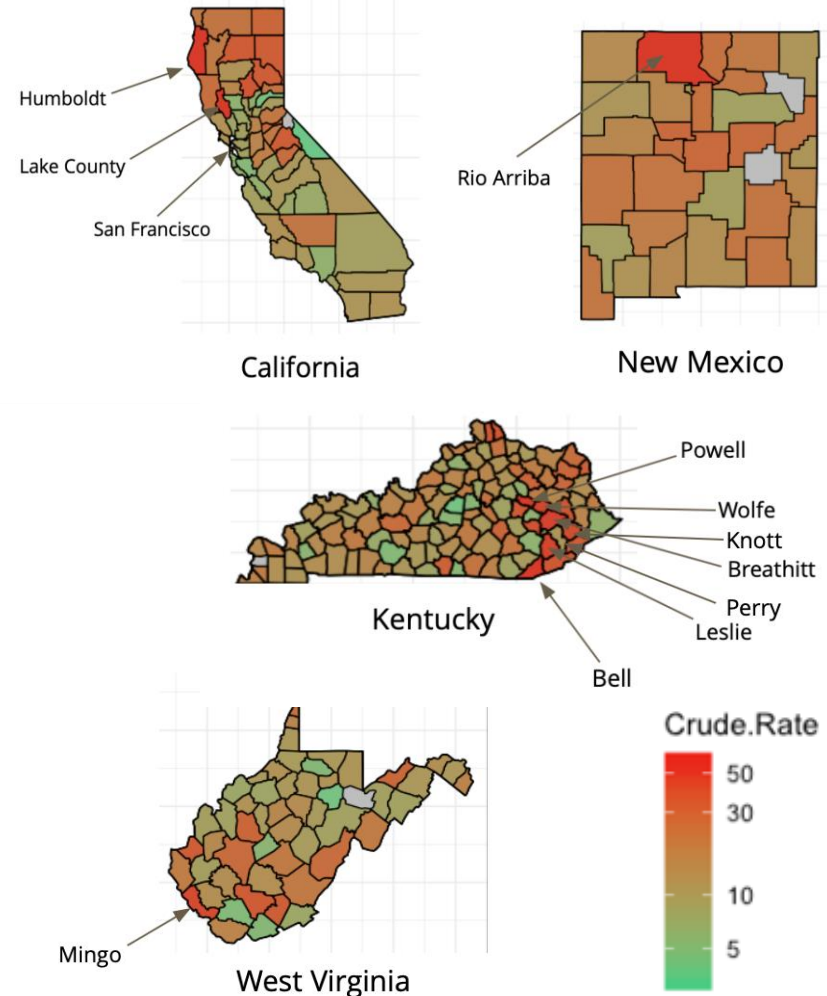 Humboldt
Lake County
San Francisco
California
Rio Arriba
New Mexico
Powell
Wolfe
Knott
Breathitt
Perry
Leslie
Bell
Kentucky
Mingo
West Virginia
Crude.Rate
50
30
10
5